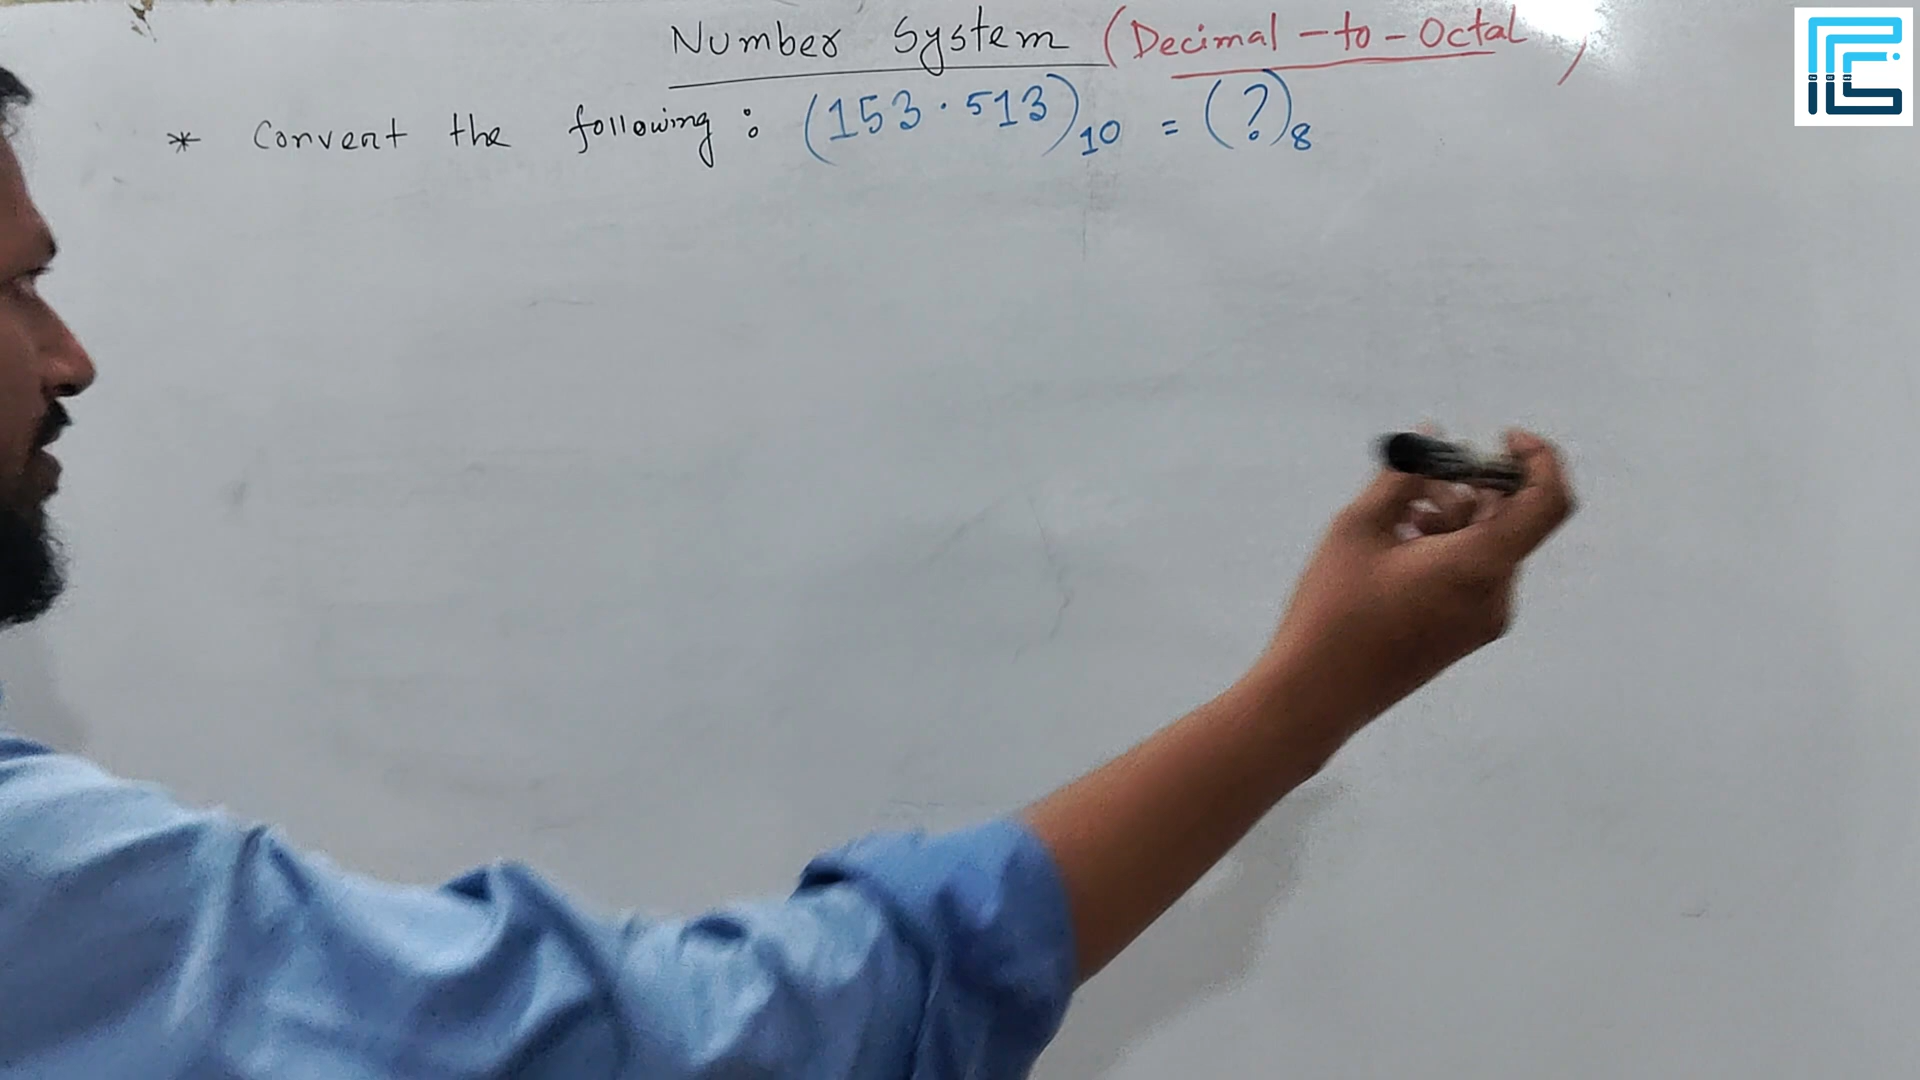 Number System (Decimal-to-Octal)
* Convert the following : (153.513)10 = (?)8